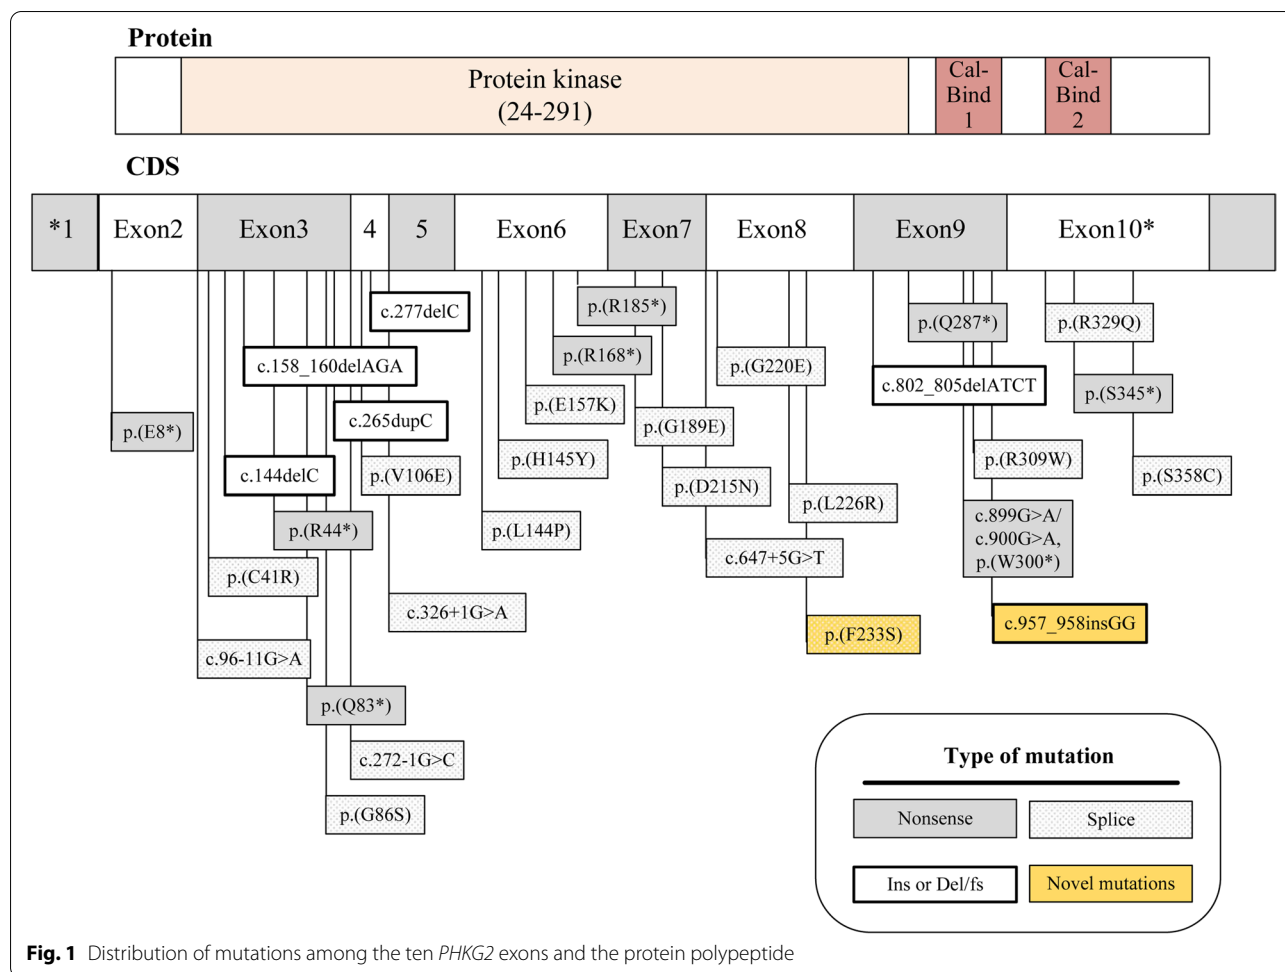 Protein
Protein kinase
(24-291)
Cal-
Bind
1
Cal-
Bind
2
CDS
*1
Exon2
Exon3
4
5
Exon6
Exon7
Exon8
Exon9
Exon10*
c.277delC
p.(R185*)
p.(Q287*)
p.(R329Q)
c.158_160delAGA
p.(R168*)
p.(G220E)
c.802_805delATCT
p.(S345*)
p.(E8*)
c.265dupC
p.(E157K)
p.(G189E)
c.144delC
p.(V106E)
p.(H145Y)
p.(D215N)
p.(R309W)
p.(S358C)
p.(R44*)
p.(L144P)
p.(L226R)
c.899G>A/
c.900G>A,
p.(W300*)
p.(C41R)
c.647+5G>T
c.326+1G>A
p.(F233S)
c.957_958insGG
c.96-11G>A
p.(Q83*)
c.272-1G>C
p.(G86S)
Type of mutation
Nonsense
Splice
Ins or Del/fs
Novel mutations
Fig. 1 Distribution of mutations among the ten PHKG2 exons and the protein polypeptide